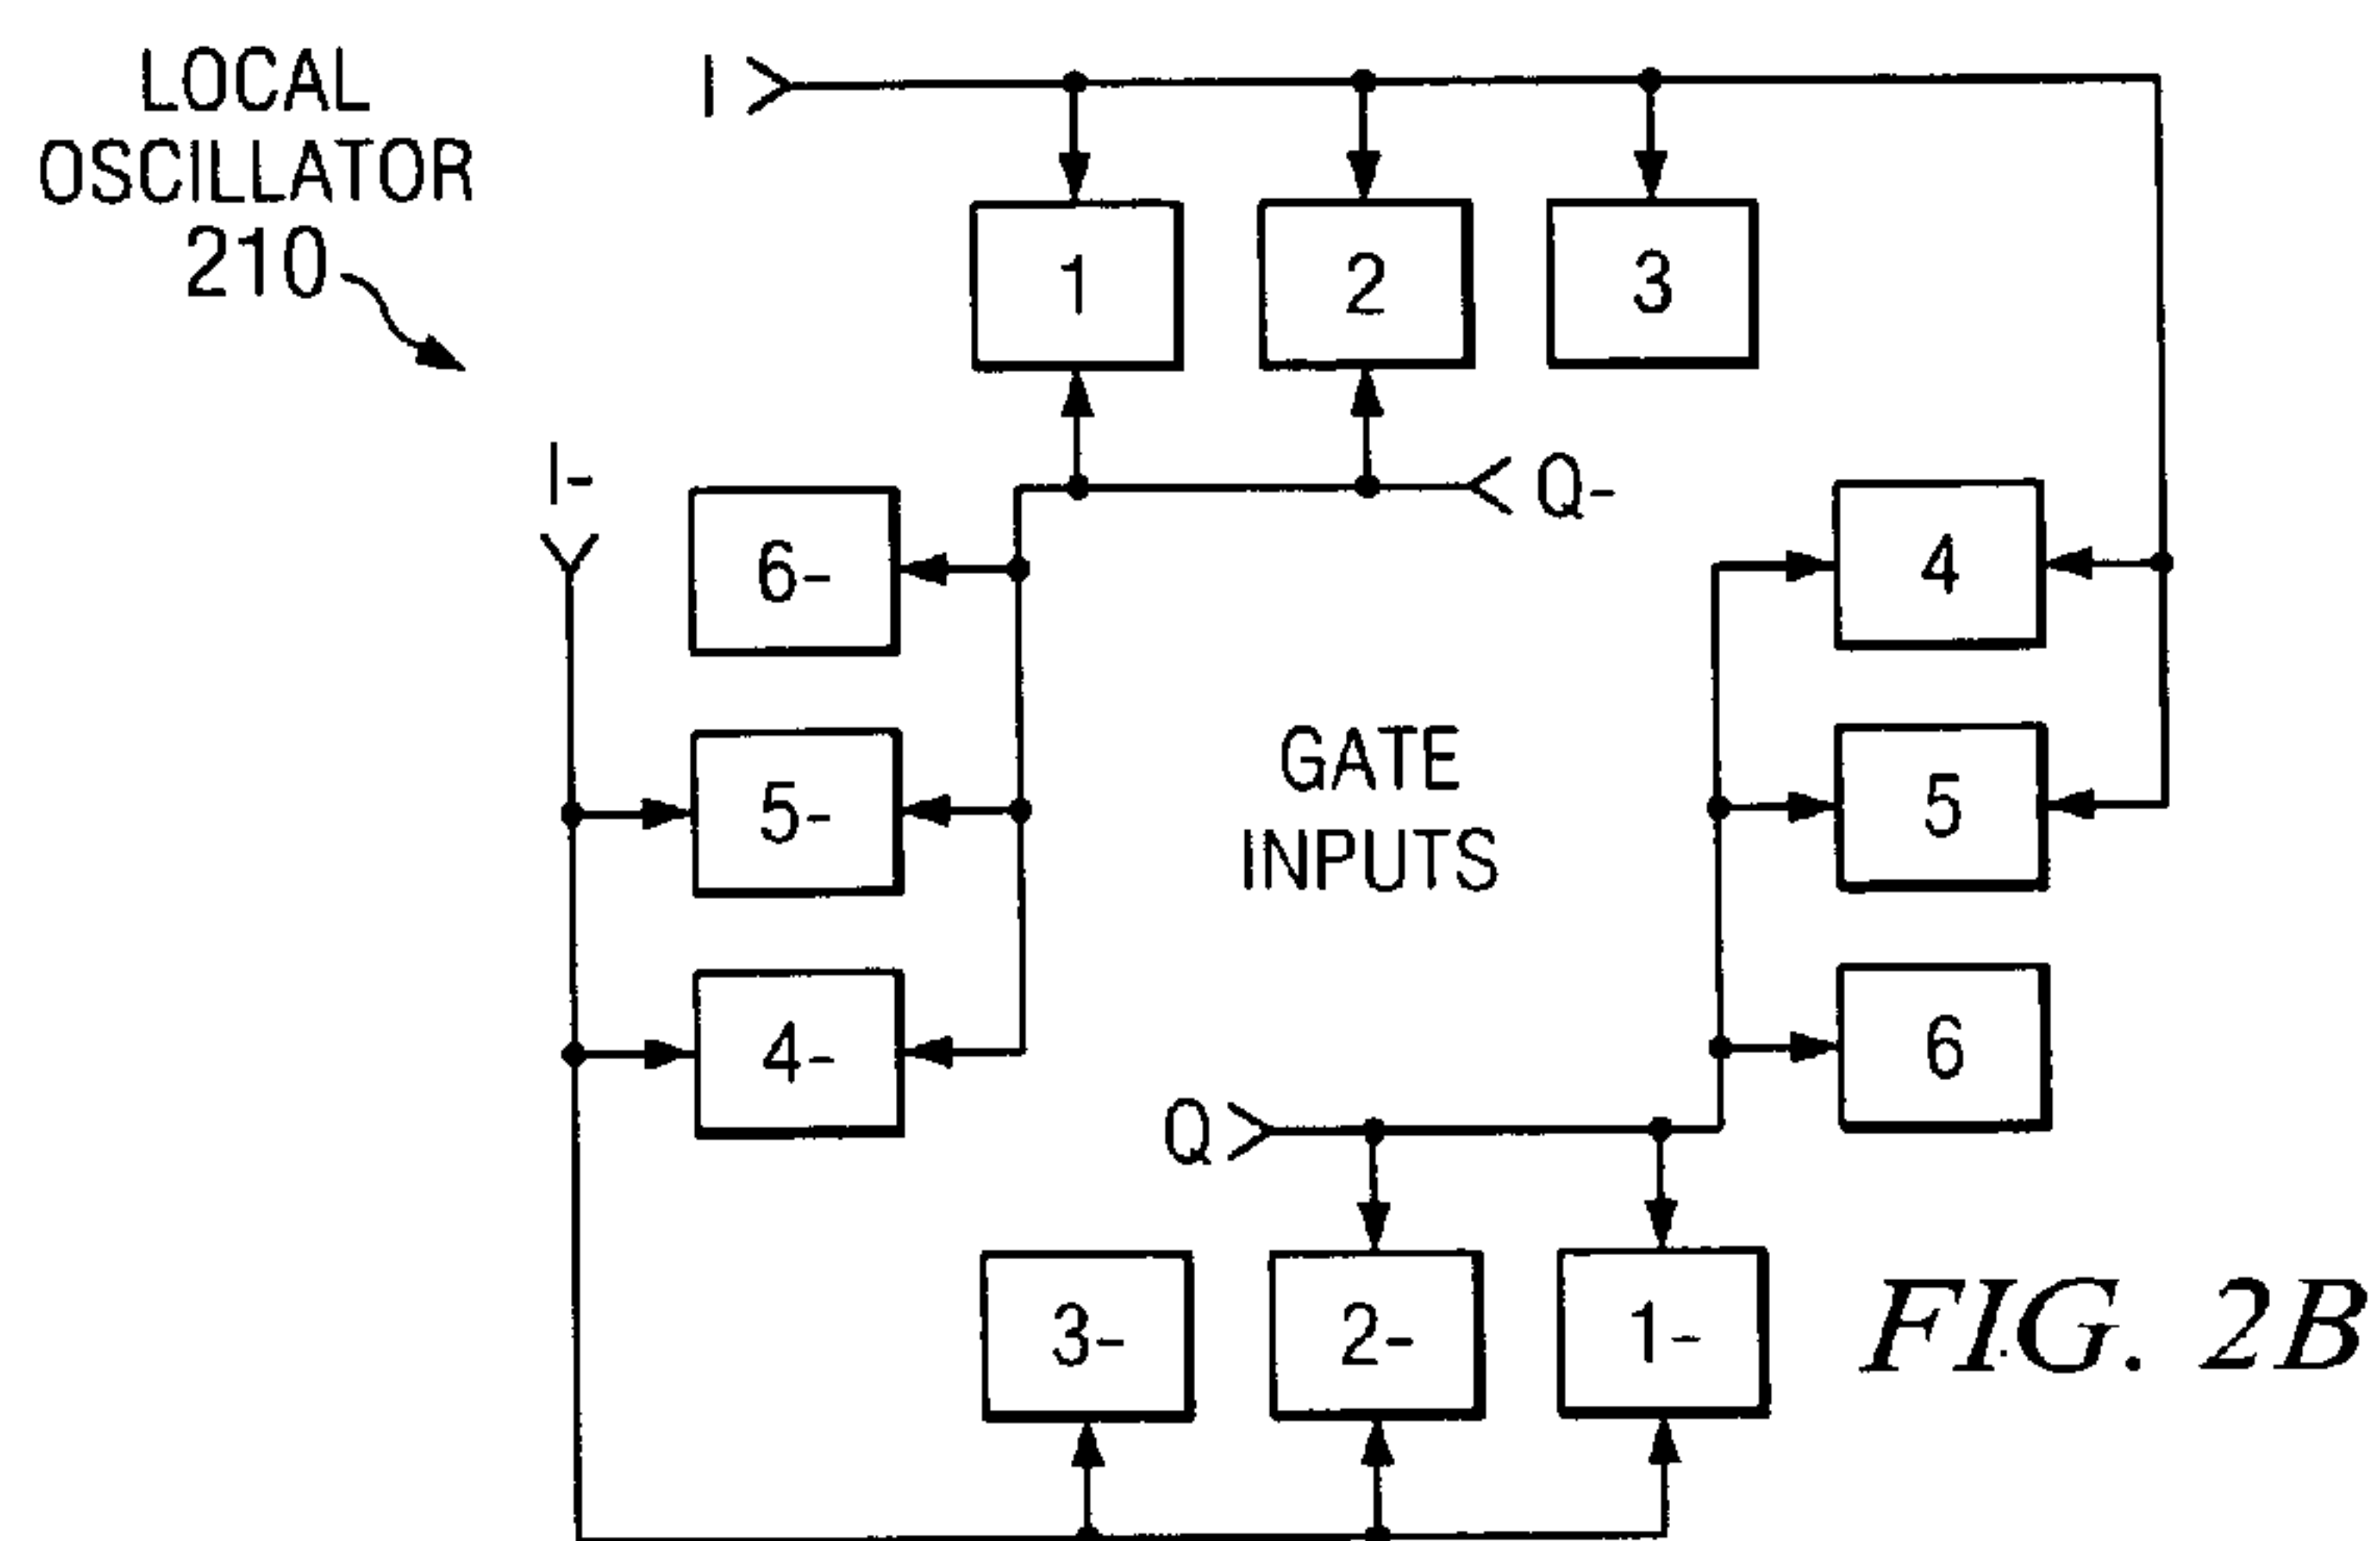 LOCAL
OSCILLATOR
210
I
1
2
3
I-
Q-
6-
4
5-
GATE
INPUTS
5
4-
6
Q
3-
2-
1-
FIG. 2B